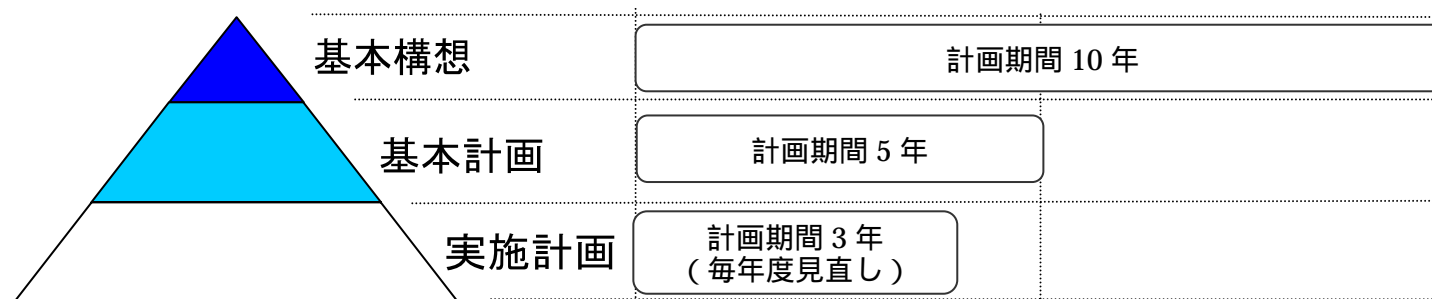 基本構想
計画期間 10 年
基本計画
計画期間 5 年
実施計画
計画期間 3 年
( 毎年度見直し )